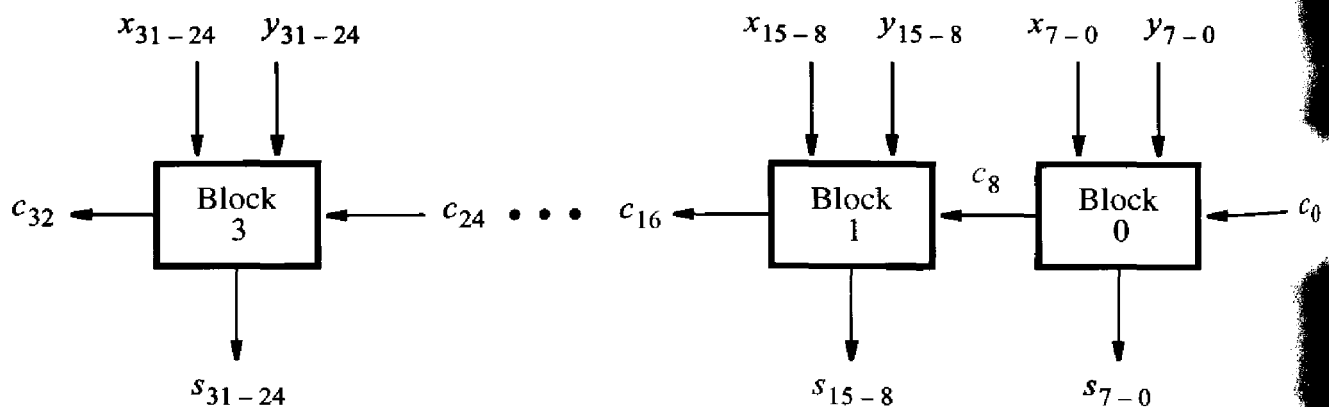 x31–24 y31–24 x15–8 y15–8 x7–0 y7–0
c32 Block 3 c24 • • • c16 Block 1 c8 Block 0 c0
s31–24 s15–8 s7–0